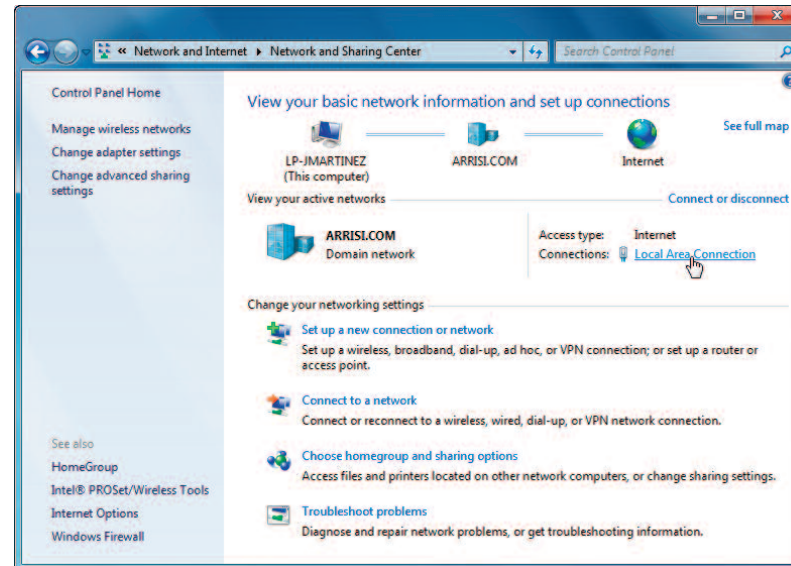 « Network and Internet ▸ Network and Sharing Center
Search Control Panel
Control Panel Home
Manage wireless networks
Change adapter settings
Change advanced sharing
settings
See also
HomeGroup
Intel® PROSet/Wireless Tools
Internet Options
Windows Firewall
View your basic network information and set up connections
See full map
LP-JMARTINEZ
(This computer)
ARRISI.COM
Internet
View your active networks
Connect or disconnect
ARRISI.COM
Domain network
Access type: Internet
Connections: Local Area Connection
Change your networking settings
Set up a new connection or network
Set up a wireless, broadband, dial-up, ad hoc, or VPN connection; or set up a router or
access point.
Connect to a network
Connect or reconnect to a wireless, wired, dial-up, or VPN network connection.
Choose homegroup and sharing options
Access files and printers located on other network computers, or change sharing settings.
Troubleshoot problems
Diagnose and repair network problems, or get troubleshooting information.